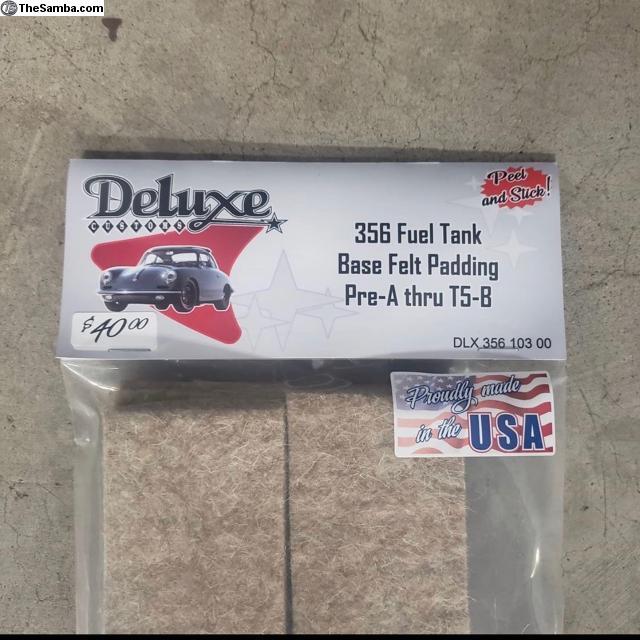 TheSamba.com
Deluxe
CUSTOMS
$40.00
356 Fuel Tank
Base Felt Padding
Pre-A thru T5-B
Peel
and Stick!
DLX 356 103 00
Proudly made
in the USA